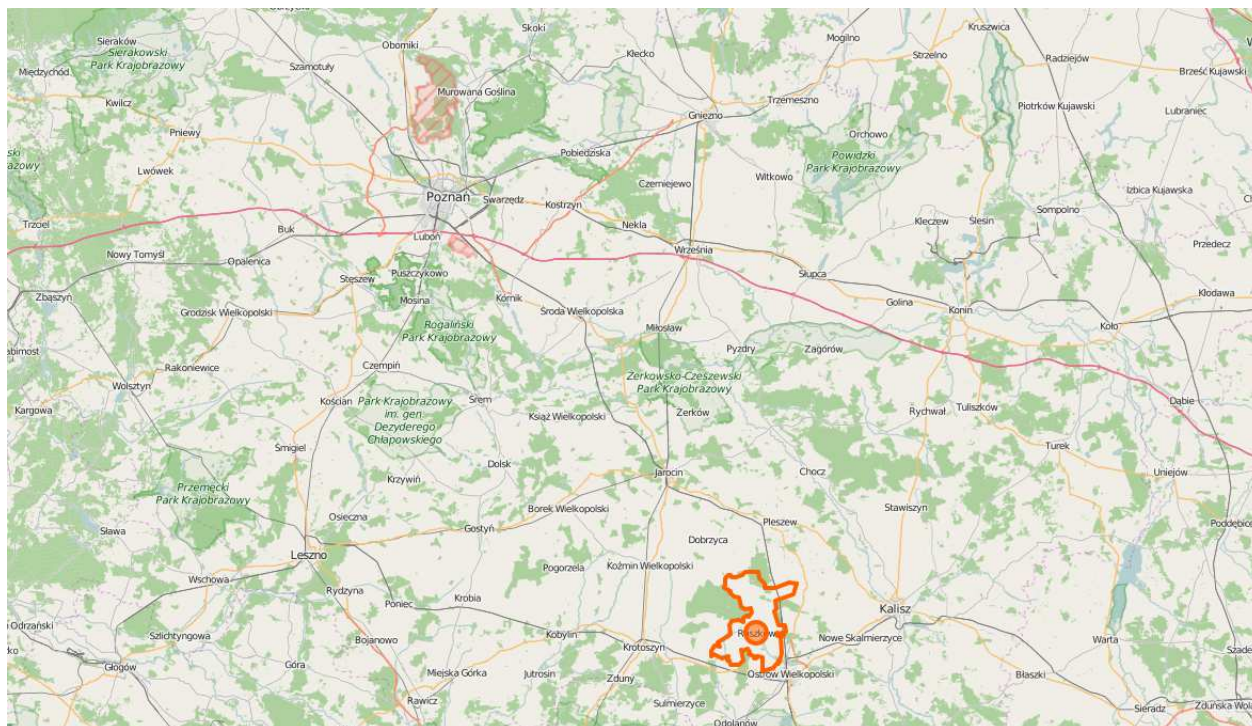 Sieraków
Sierakowski
Park Krajobrazowy
Międzychód
Kwilcz
Pniewy
Lwówek
Szamotuły
Oborniki
Skoki
Murowana Goślina
Kłecko
Mogilno
Strzelno
Kruszwica
Radziejów
Brześć Kujawski
Trzemeszno
Gniezno
Piotrków Kujawski
Lubraniec
Orchowo
Powidzki
Park Krajobrazowy
Pobiedziska
Czerniejewo
Witkowo
Izbica Kujawska
Poznań
Swarzędz
Kostrzyn
Nekla
Kleczew
Ślesin
Sompolno
Przedecz
Trzciel
Buk
Luboń
Września
Nowy Tomyśl
Opalenica
Stęszew
Puszczykowo
Mosina
Kórnik
Słupca
Golina
Konin
Kłodawa
Koło
Zbąszyń
Grodzisk Wielkopolski
Środa Wielkopolska
Rogaliński
Park Krajobrazowy
Miłosław
Pyzdry
Zagórów
abimost
Rakoniewice
Wolsztyn
Kargowa
Czempiń
Kościan
Park Krajobrazowy
im. gen.
Dezyderego
Chłapowskiego
Śrem
Książ Wielkopolski
Żerkowsko-Czeszewski
Park Krajobrazowy
Żerków
Rychwał
Tuliszków
Dąbie
Turek
Uniejów
Śmigiel
Krzywiń
Dolsk
Jarocin
Chocz
Stawiszyn
Przemęcki
Park Krajobrazowy
Sława
Osieczna
Gostyń
Borek Wielkopolski
Pleszew
Dobrzyca
Poddębice
Leszno
Wschowa
Rydzyna
Poniec
Krobia
Pogorzela
Koźmin Wielkopolski
Kalisz
Odrzański
Szlichtyngowa
Bojanowo
Kobylin
Krotoszyn
Nowe Skalmierzyce
Warta
Głogów
Góra
Miejska Górka
Jutrosin
Zduny
Ostrów Wielkopolski
Błaszki
Rawicz
Sulmierzyce
Odolanów
Sieradz
Zduńska Wola